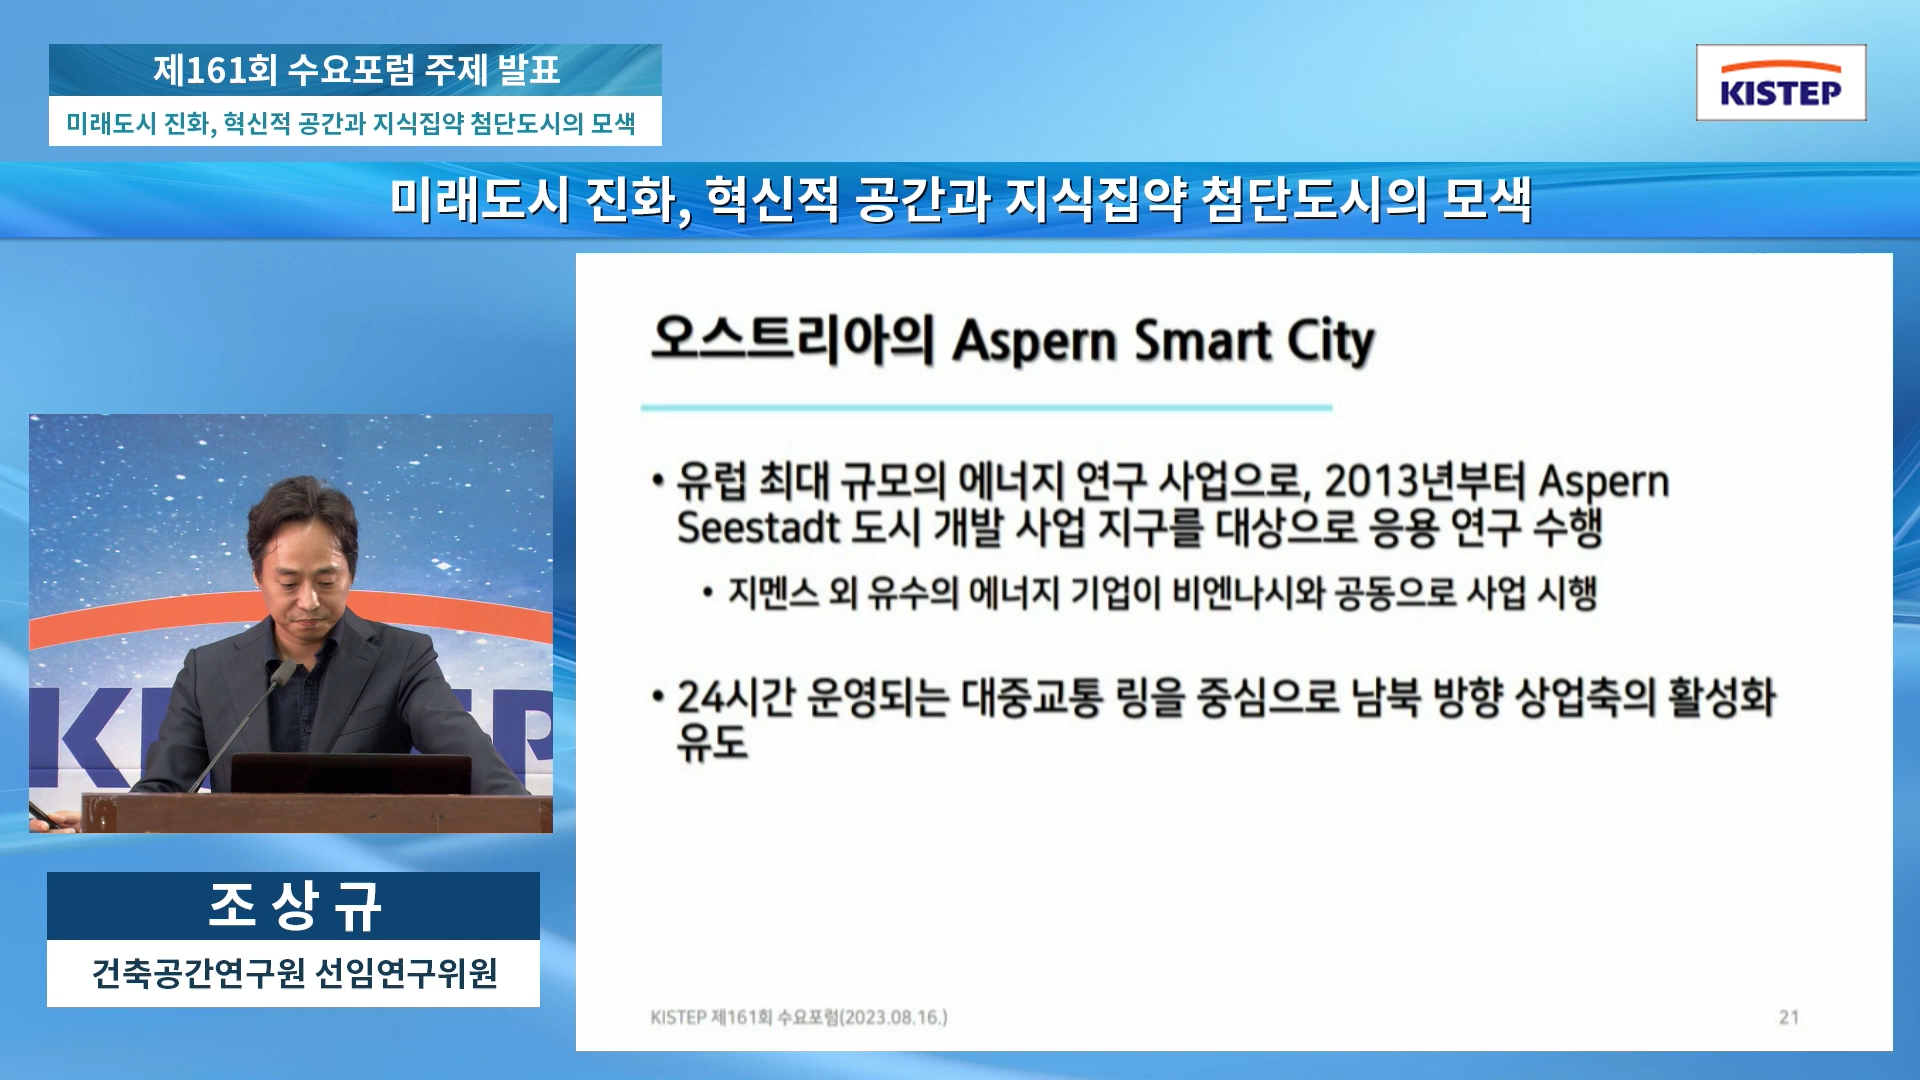 제161회 수요포럼 주제 발표
미래도시 진화, 혁신적 공간과 지식집약 첨단도시의 모색
KISTEP
미래도시 진화, 혁신적 공간과 지식집약 첨단도시의 모색
오스트리아의 Aspern Smart City
• 유럽 최대 규모의 에너지 연구 사업으로, 2013년부터 Aspern
Seestadt 도시 개발 사업 지구를 대상으로 응용 연구 수행
• 지멘스 외 유수의 에너지 기업이 비엔나시와 공동으로 사업 시행
• 24시간 운영되는 대중교통 링을 중심으로 남북 방향 상업축의 활성화
유도
KISTEP 제161회 수요포럼(2023.08.16.)
21
조상규
건축공간연구원 선임연구위원